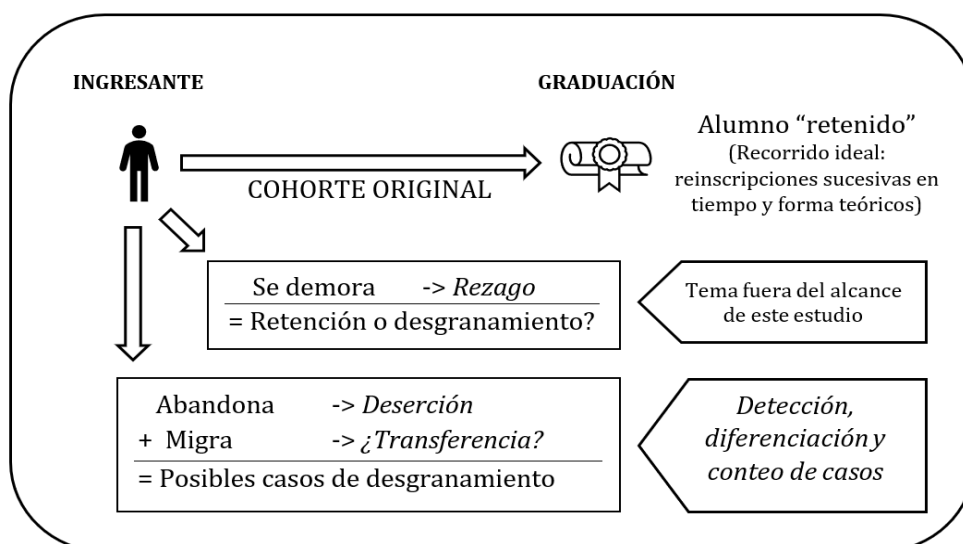 INGRESANTE
GRADUACIÓN
COHORTE ORIGINAL
Alumno “retenido”
(Recorrido ideal:
reinscripciones sucesivas en
tiempo y forma teóricos)
Se demora -> Rezago
= Retención o desgranamiento?
Tema fuera del alcance
de este estudio
Abandona -> Deserción
+ Migra -> ¿Transferencia?
= Posibles casos de desgranamiento
Detección,
diferenciación y
conteo de casos